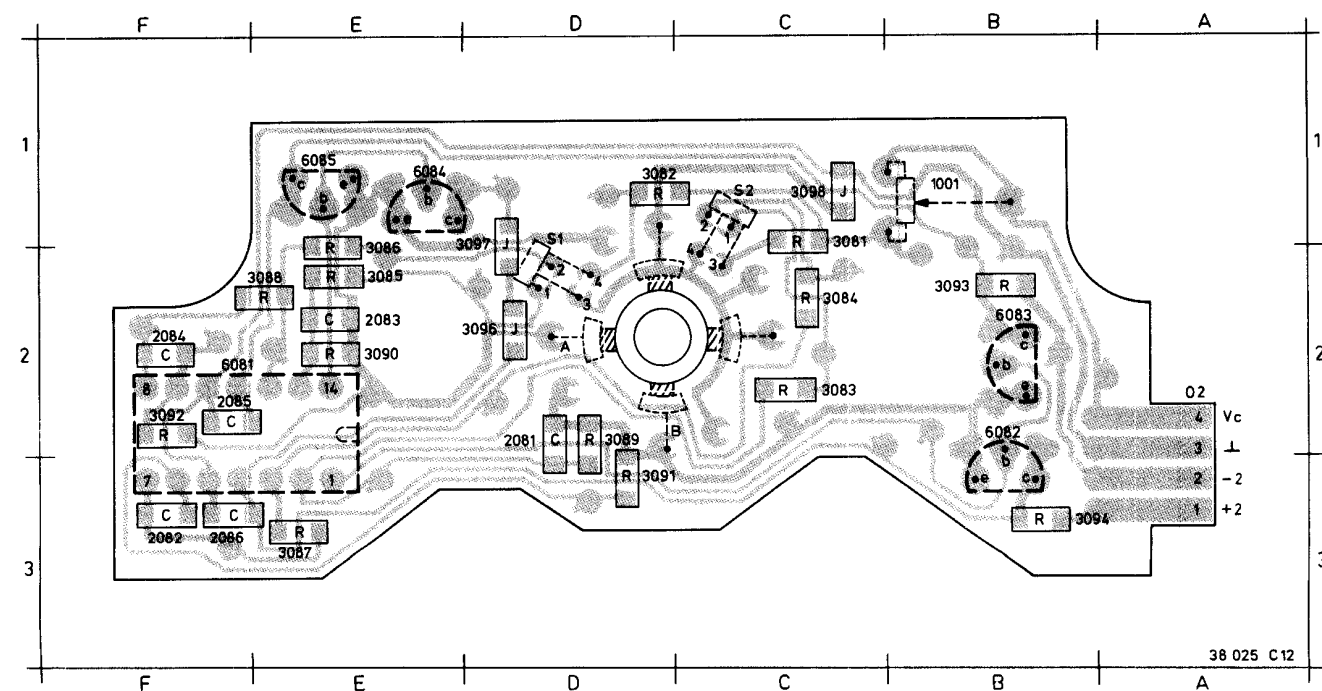 F E D C B A
1 1
6085 6084 3082 3098 J S2 1001
c e b
b
e c
R
2 1
4 3
3097 J S1
R 3086
R 3081
R 3085
2 4
1 3
3088 R
R 3084
3093 R
C 2083
3096 J
6083
c
b
e
2084 C
R 3090
A
2 2
6081
8 14
2085 C
R 3083
3092 R
O2
4 Vc
3 ⊥
2 -2
1 +2
2081 C R 3089
B
6082
b
e c
R 3091
7 1
C C
2082 2086
R
3087
R 3094
3 3
38 025 C12
F E D C B A